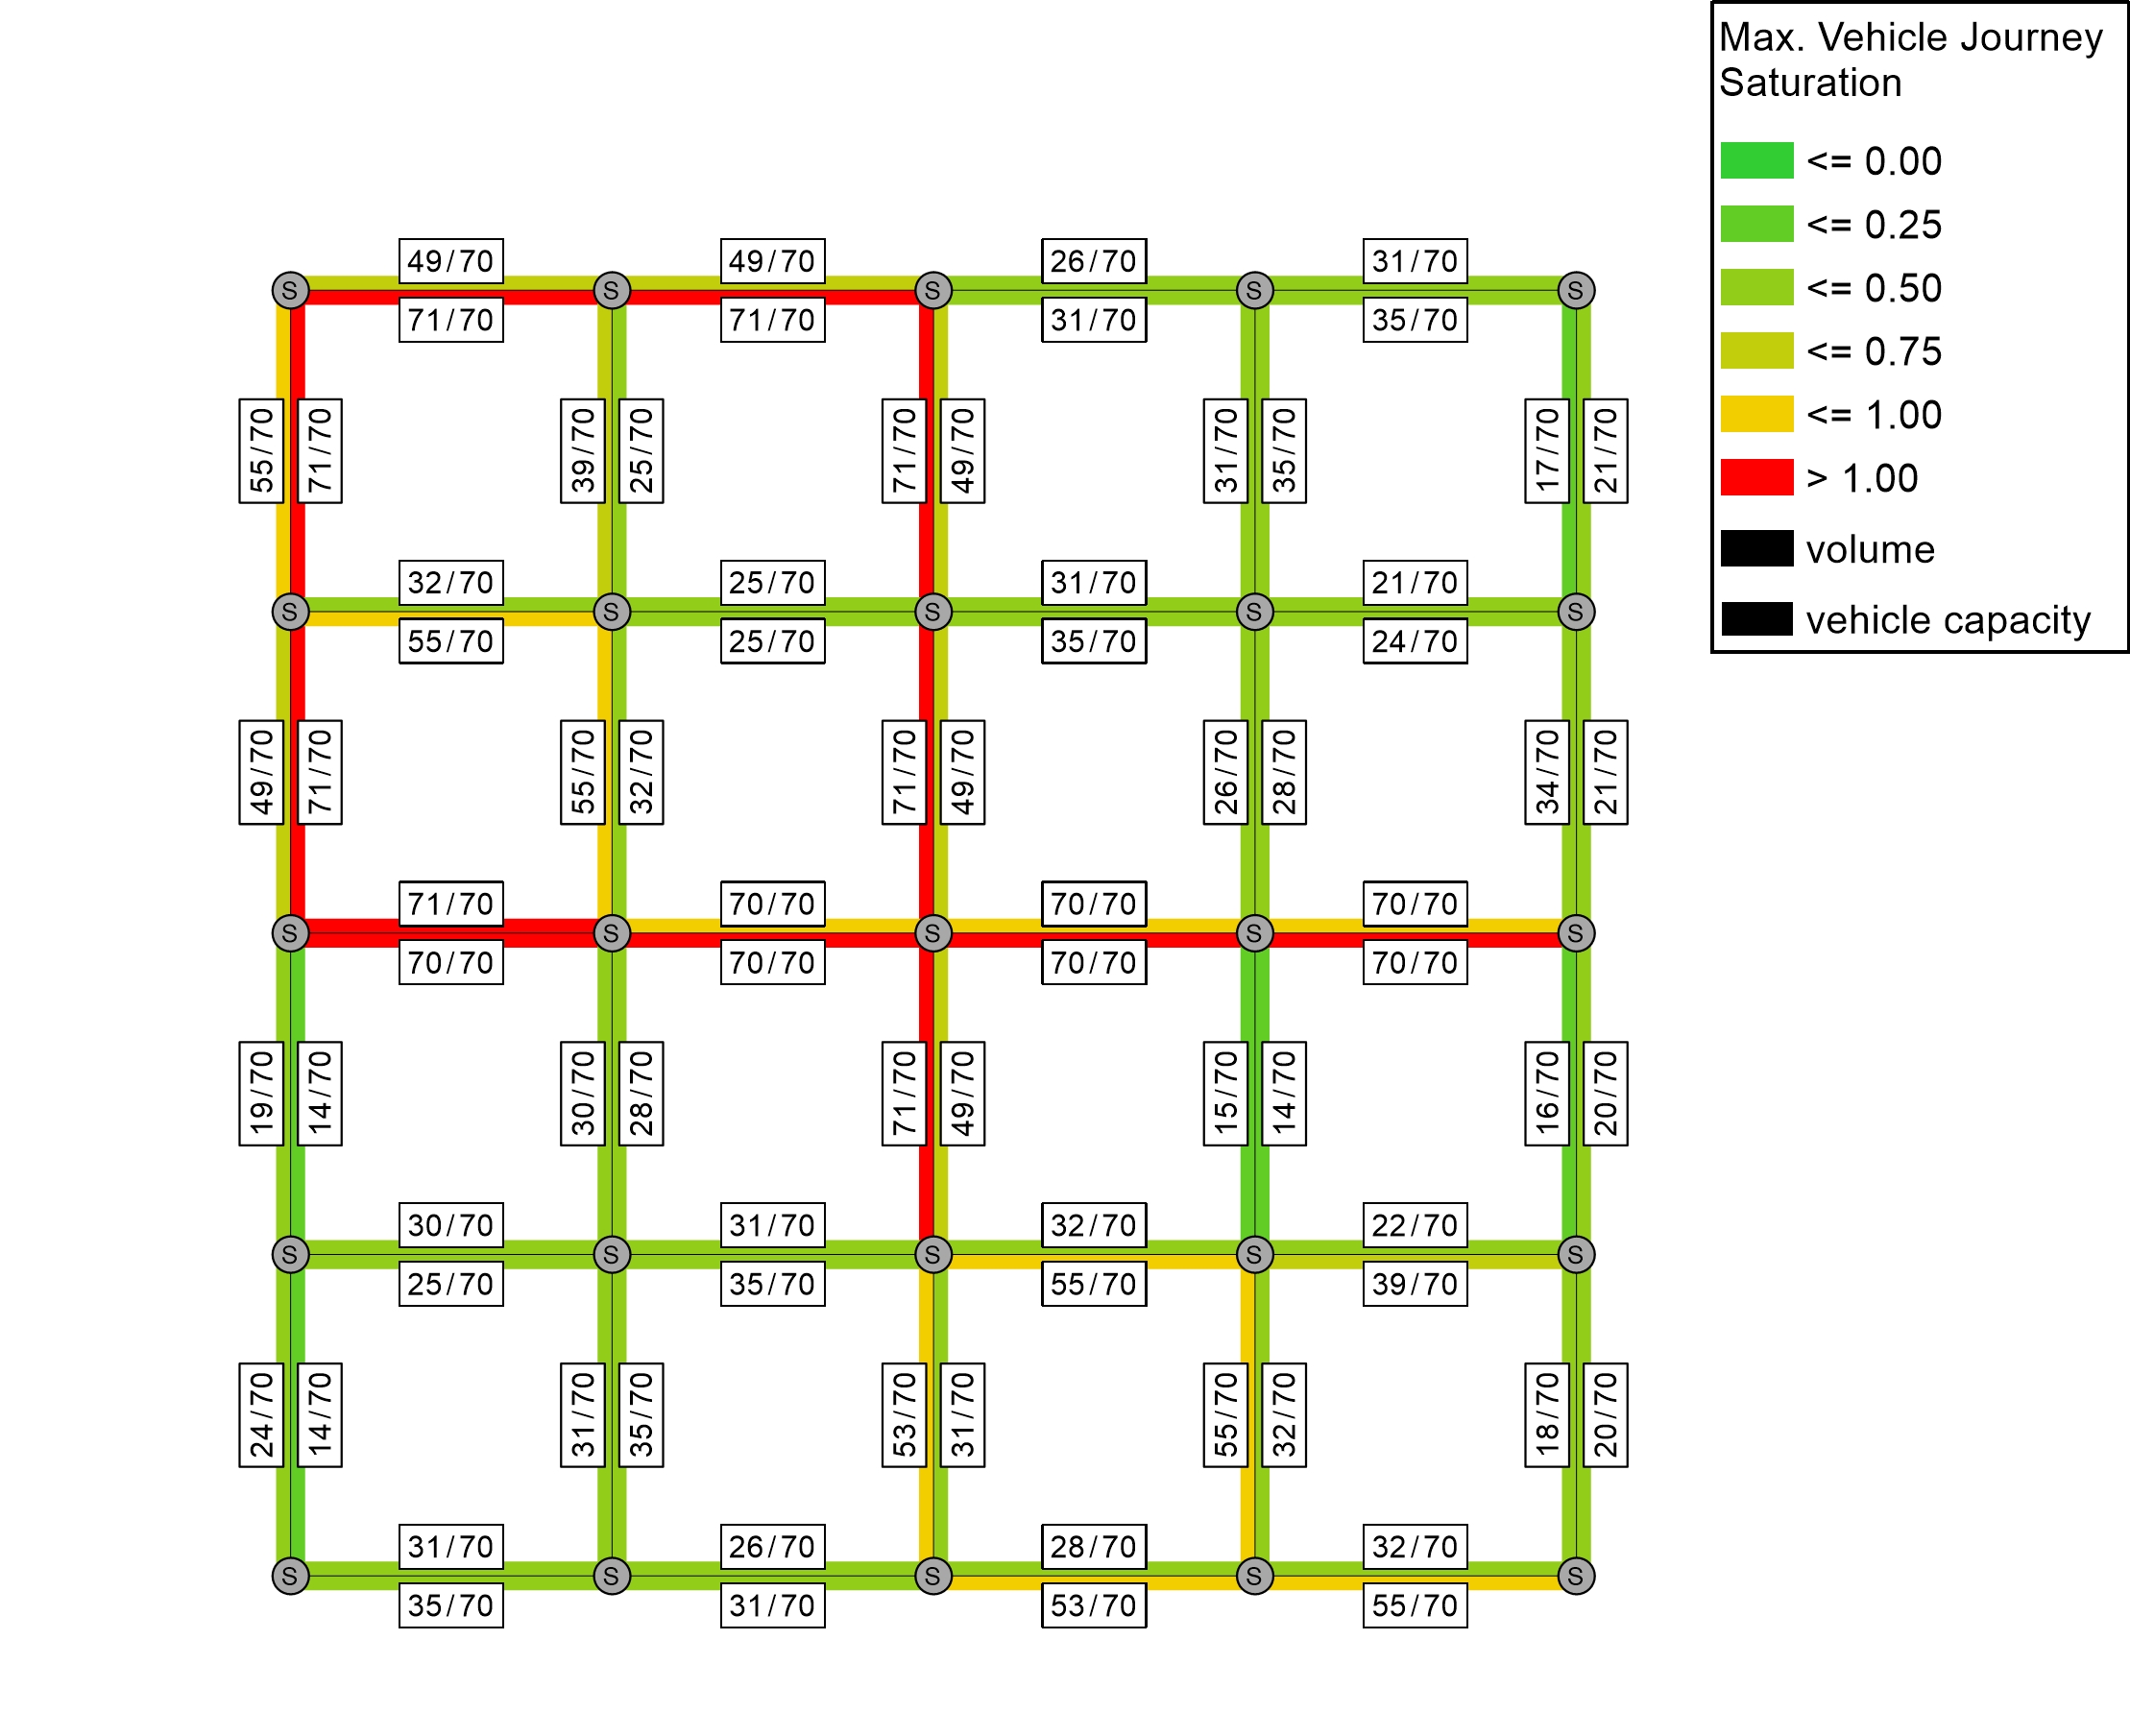 Max. Vehicle Journey
Saturation
<= 0.00
<= 0.25
<= 0.50
<= 0.75
<= 1.00
> 1.00
volume
vehicle capacity
49/70 49/70 26/70 31/70
S S S S S
71/70 71/70 31/70 35/70
55/70 71/70 39/70 25/70 71/70 49/70 31/70 35/70 17/70 21/70
32/70 25/70 31/70 21/70
S S S S S
55/70 25/70 35/70 24/70
49/70 71/70 55/70 32/70 71/70 49/70 26/70 28/70 34/70 21/70
71/70 70/70 70/70 70/70
S S S S S
70/70 70/70 70/70 70/70
19/70 14/70 30/70 28/70 71/70 49/70 15/70 14/70 16/70 20/70
30/70 31/70 32/70 22/70
S S S S S
25/70 35/70 55/70 39/70
24/70 14/70 31/70 35/70 53/70 31/70 55/70 32/70 18/70 20/70
31/70 26/70 28/70 32/70
S S S S S
35/70 31/70 53/70 55/70